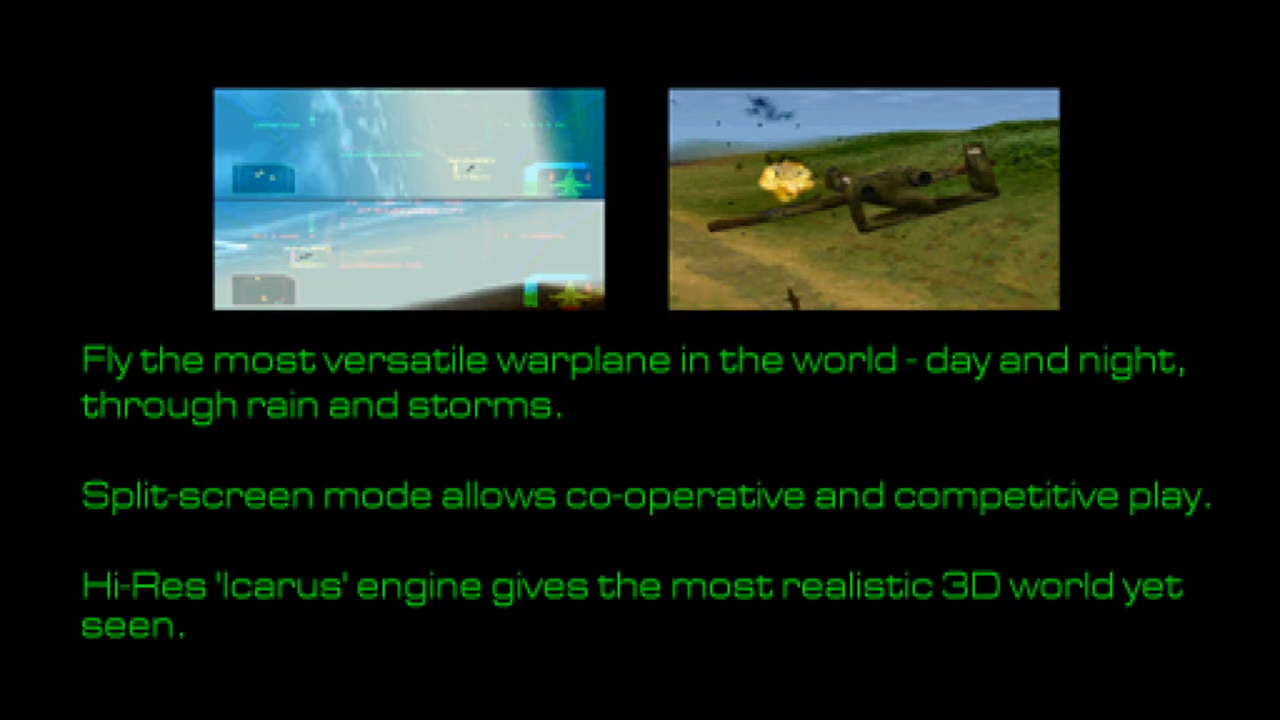 Fly the most versatile warplane in the world - day and night,
through rain and storms.
Split-screen mode allows co-operative and competitive play.
Hi-Res 'Icarus' engine gives the most realistic 3D world yet
seen.